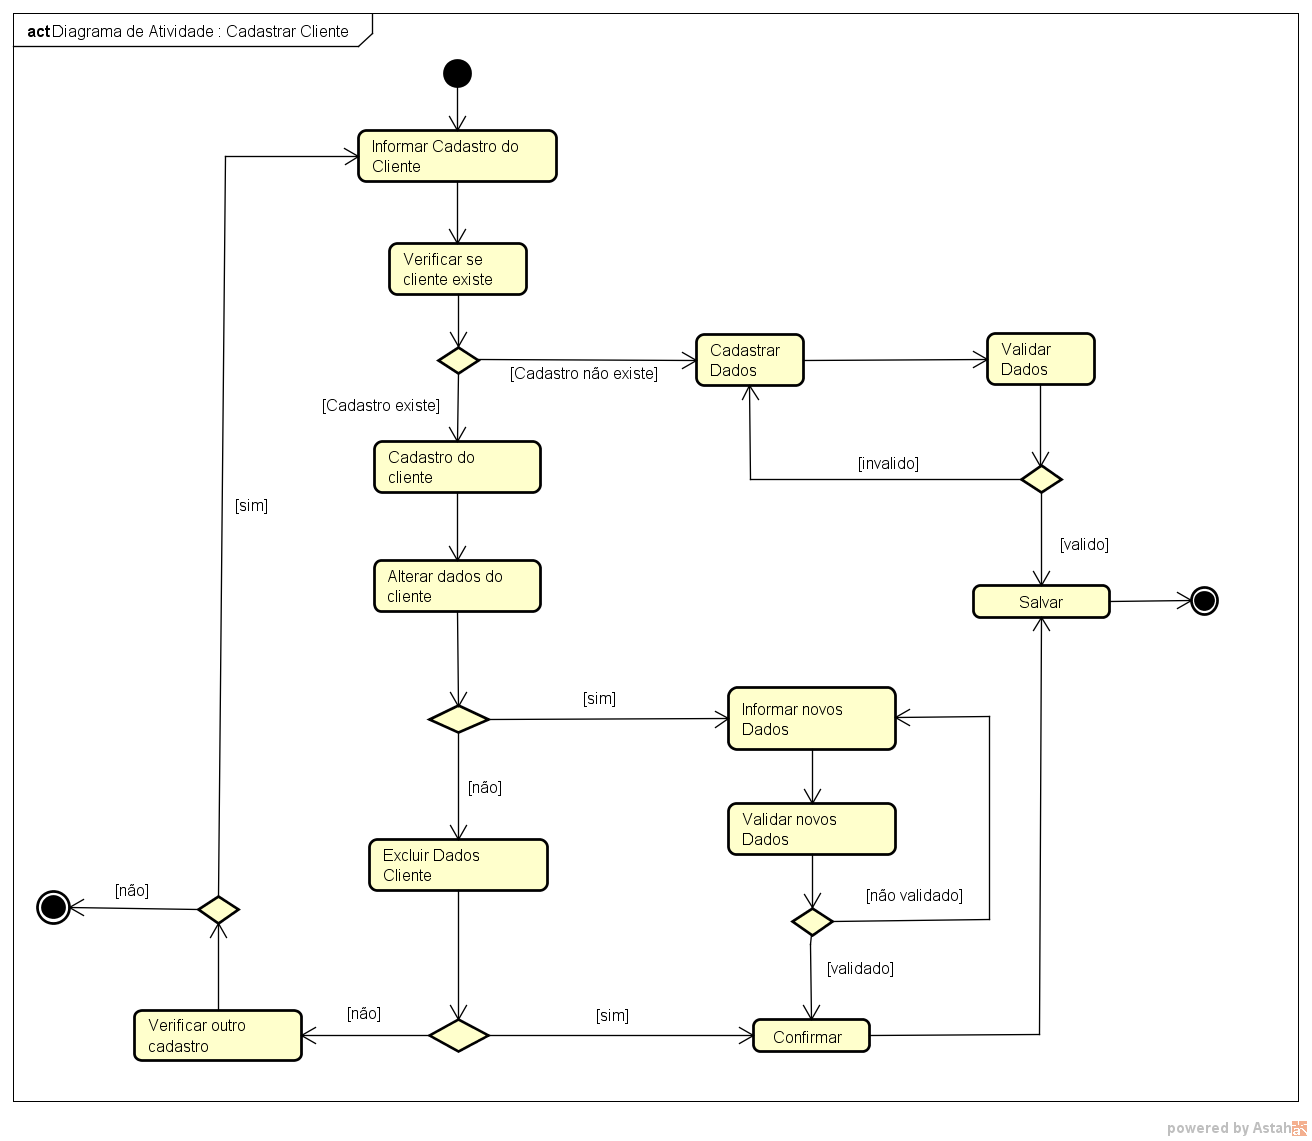 act Diagrama de Atividade : Cadastrar Cliente
Informar Cadastro do
Cliente
Verificar se
cliente existe
[Cadastro não existe]
[Cadastro existe]
Cadastrar
Dados
Validar
Dados
[invalido]
[valido]
Salvar
Cadastro do
cliente
[sim]
Alterar dados do
cliente
[sim]
Informar novos
Dados
[não]
Validar novos
Dados
Excluir Dados
Cliente
[não validado]
[validado]
[não]
[não]
[sim]
Verificar outro
cadastro
Confirmar
powered by Astah